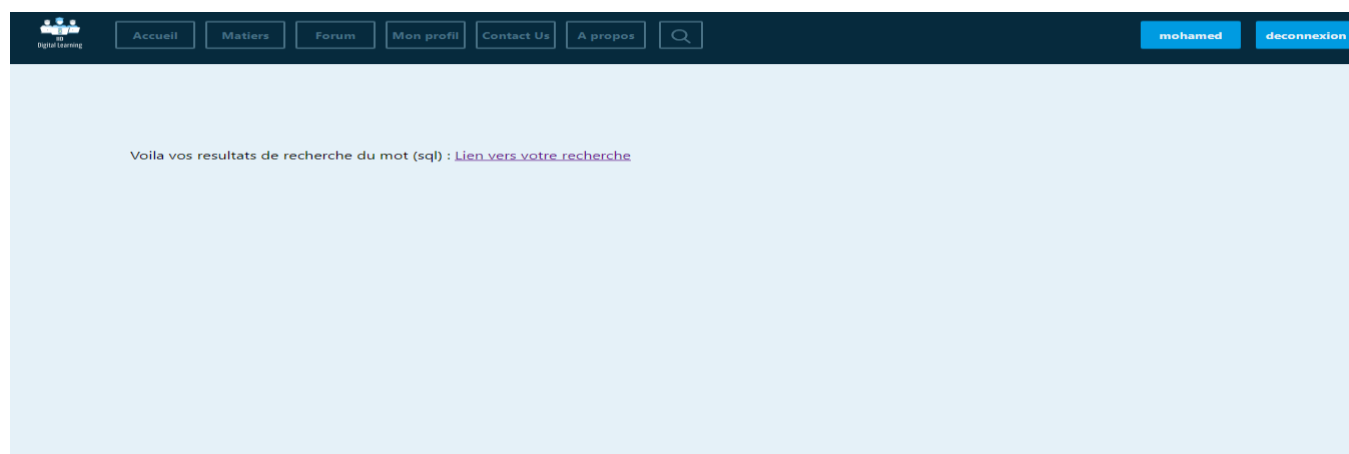 IID
Digital Learning
Accueil
Matiers
Forum
Mon profil
Contact Us
A propos
mohamed
deconnexion
Voila vos resultats de recherche du mot (sql) : Lien vers votre recherche